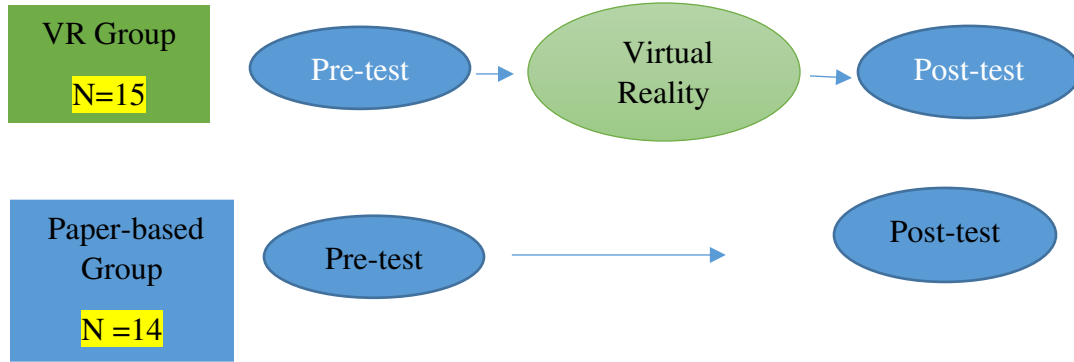 VR Group
N=15
Pre-test
Virtual
Reality
Post-test
Paper-based
Group
N =14
Pre-test
Post-test